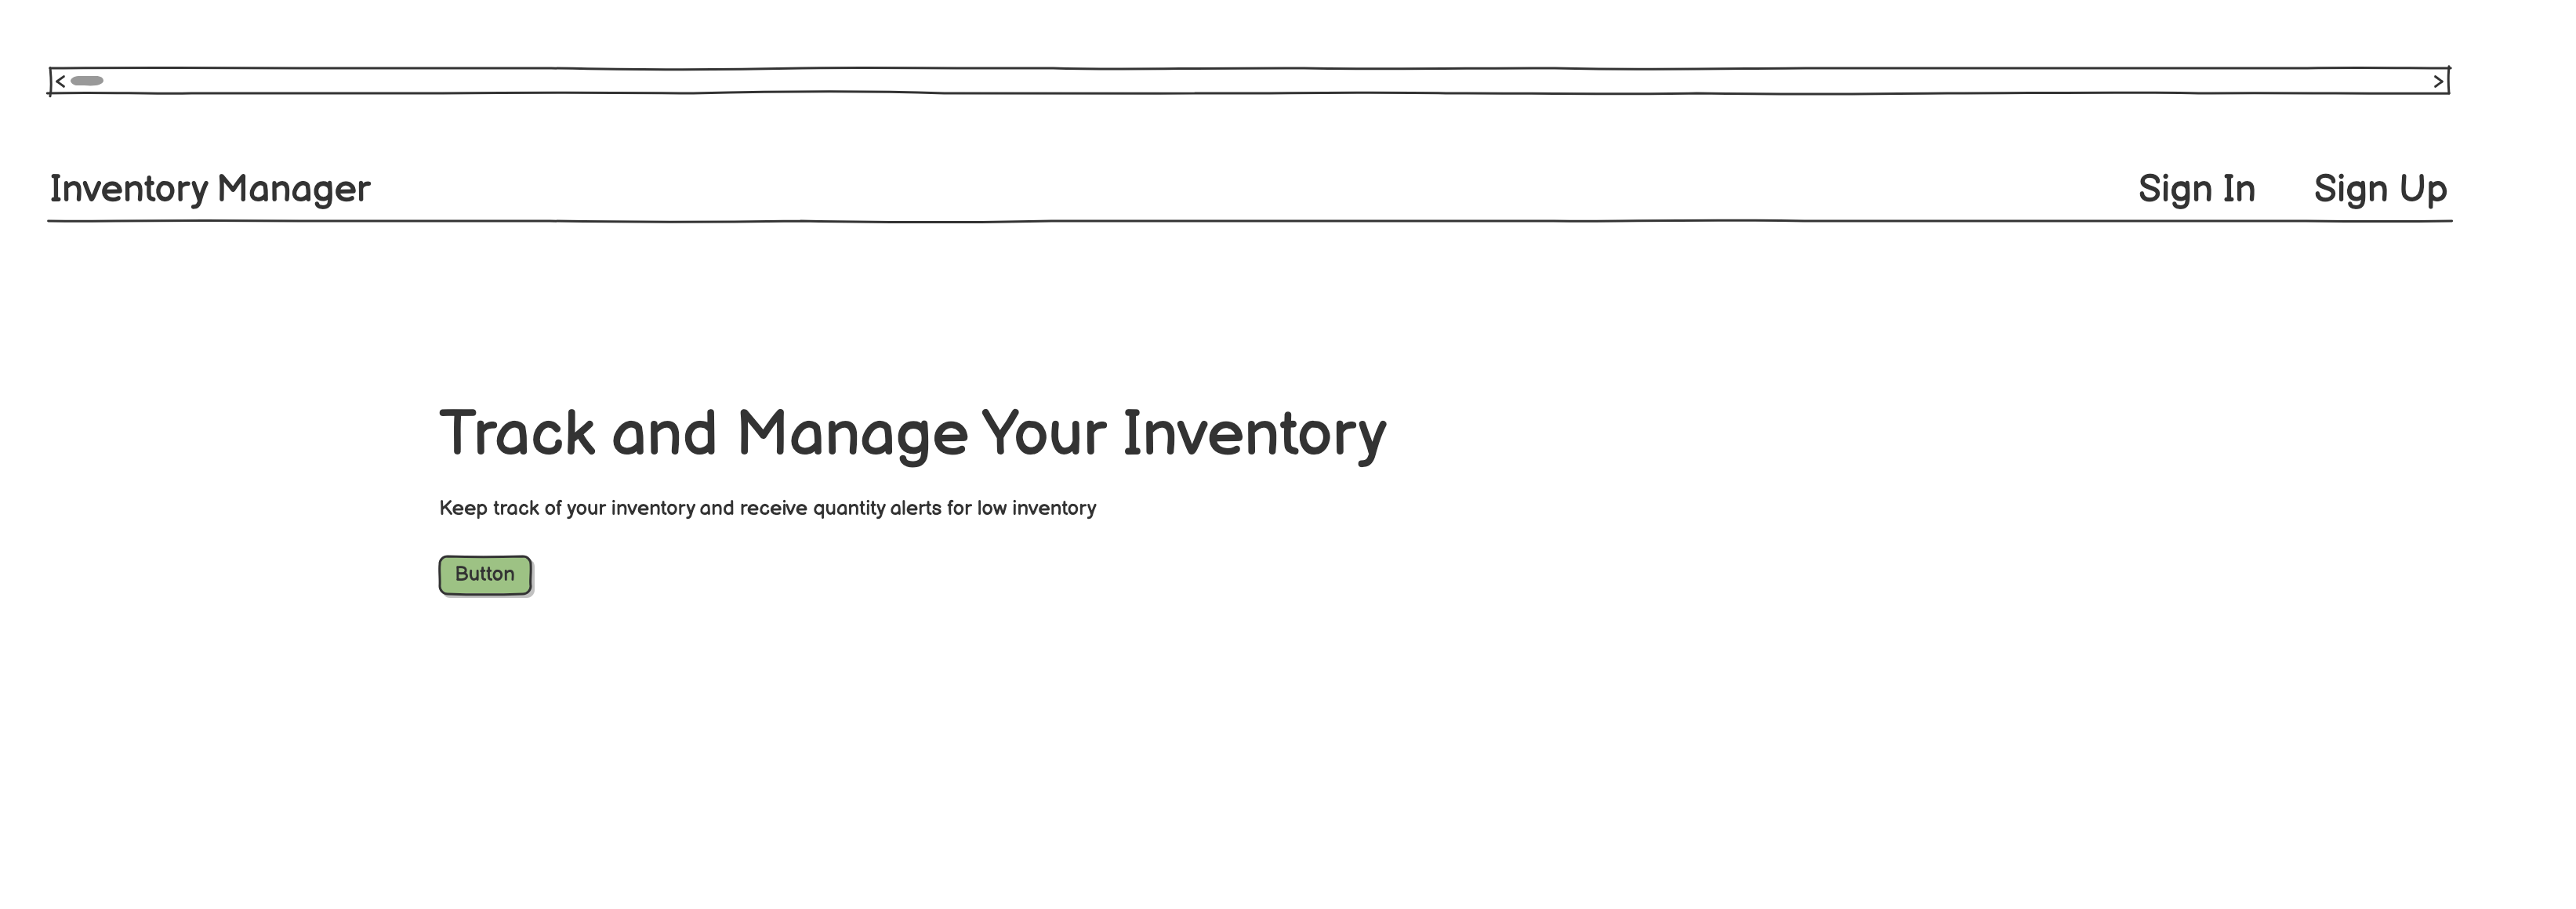 Inventory Manager Sign In Sign Up
Track and Manage Your Inventory
Keep track of your inventory and receive quantity alerts for low inventory
Button